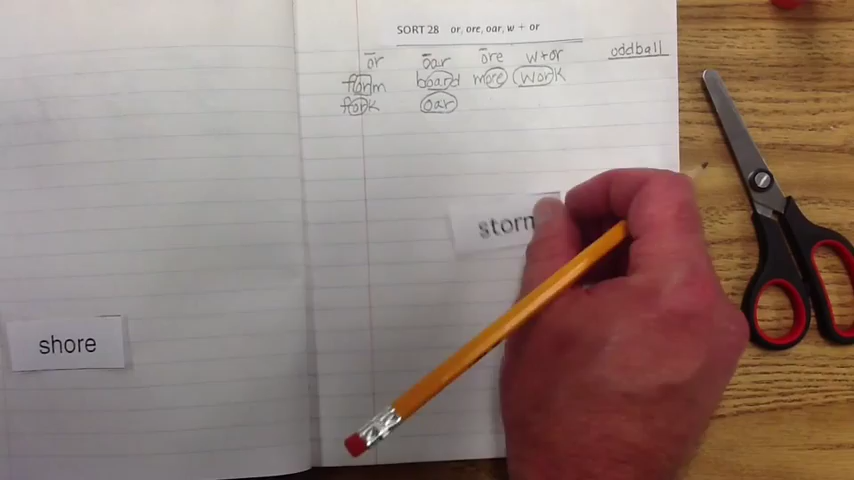 SORT 28 or, ore, oar, w + or
or oar ore w+or oddball
form board more work
fork oar
storm
shore